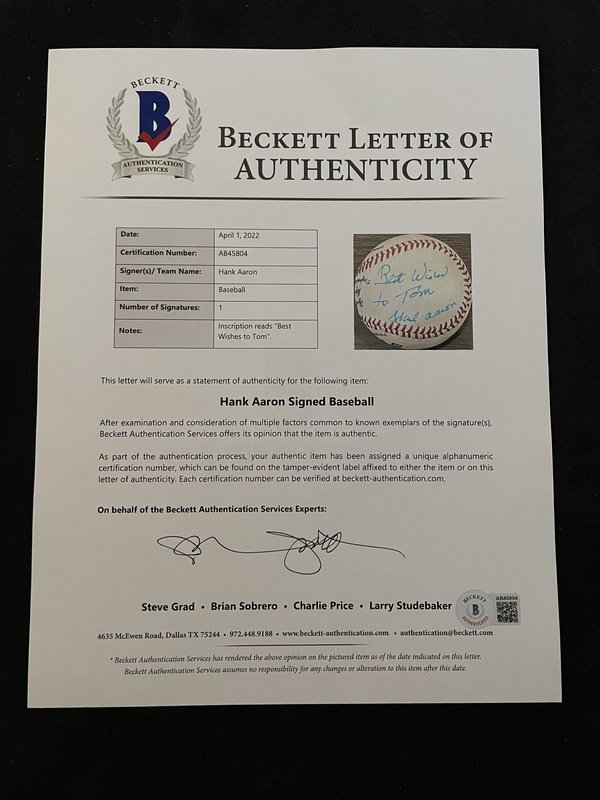 BECKETT
B
AUTHENTICATION
SERVICES
BECKETT LETTER OF
AUTHENTICITY
Date: April 1, 2022
Certification Number: AB45804
Signer(s)/ Team Name: Hank Aaron
Item: Baseball
Number of Signatures: 1
Notes: Inscription reads "Best
Wishes to Tom".
Best Wishes
to Tom
Hank Aaron
This letter will serve as a statement of authenticity for the following item:
Hank Aaron Signed Baseball
After examination and consideration of multiple factors common to known exemplars of the signature(s),
Beckett Authentication Services offers its opinion that the item is authentic.
As part of the authentication process, your authentic item has been assigned a unique alphanumeric
certification number, which can be found on the tamper-evident label affixed to either the item or on this
letter of authenticity. Each certification number can be verified at beckett-authentication.com.
On behalf of the Beckett Authentication Services Experts:
Steve Grad • Brian Sobrero • Charlie Price • Larry Studebaker
BECKETT
B
AUTHENTICATED
AB45804
4635 McEwen Road, Dallas TX 75244 • 972.448.9188 • www.beckett-authentication.com • authentication@beckett.com
* Beckett Authentication Services has rendered the above opinion on the pictured item as of the date indicated on this letter.
Beckett Authentication Services assumes no responsibility for any changes or alteration to this item after this date.